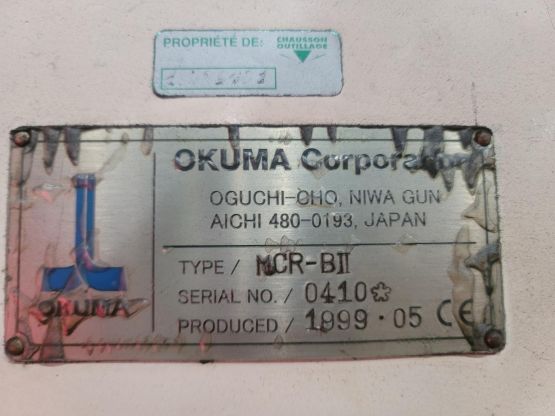 PROPRIÉTÉ DE: CHAUSSON
OUTILLAGE
OKUMA Corporation
OGUCHI-CHO, NIWA GUN
AICHI 480-0193, JAPAN
TYPE / MCR-BII
SERIAL NO. / 0410*
PRODUCED / 1999・05 CE
OKUMA